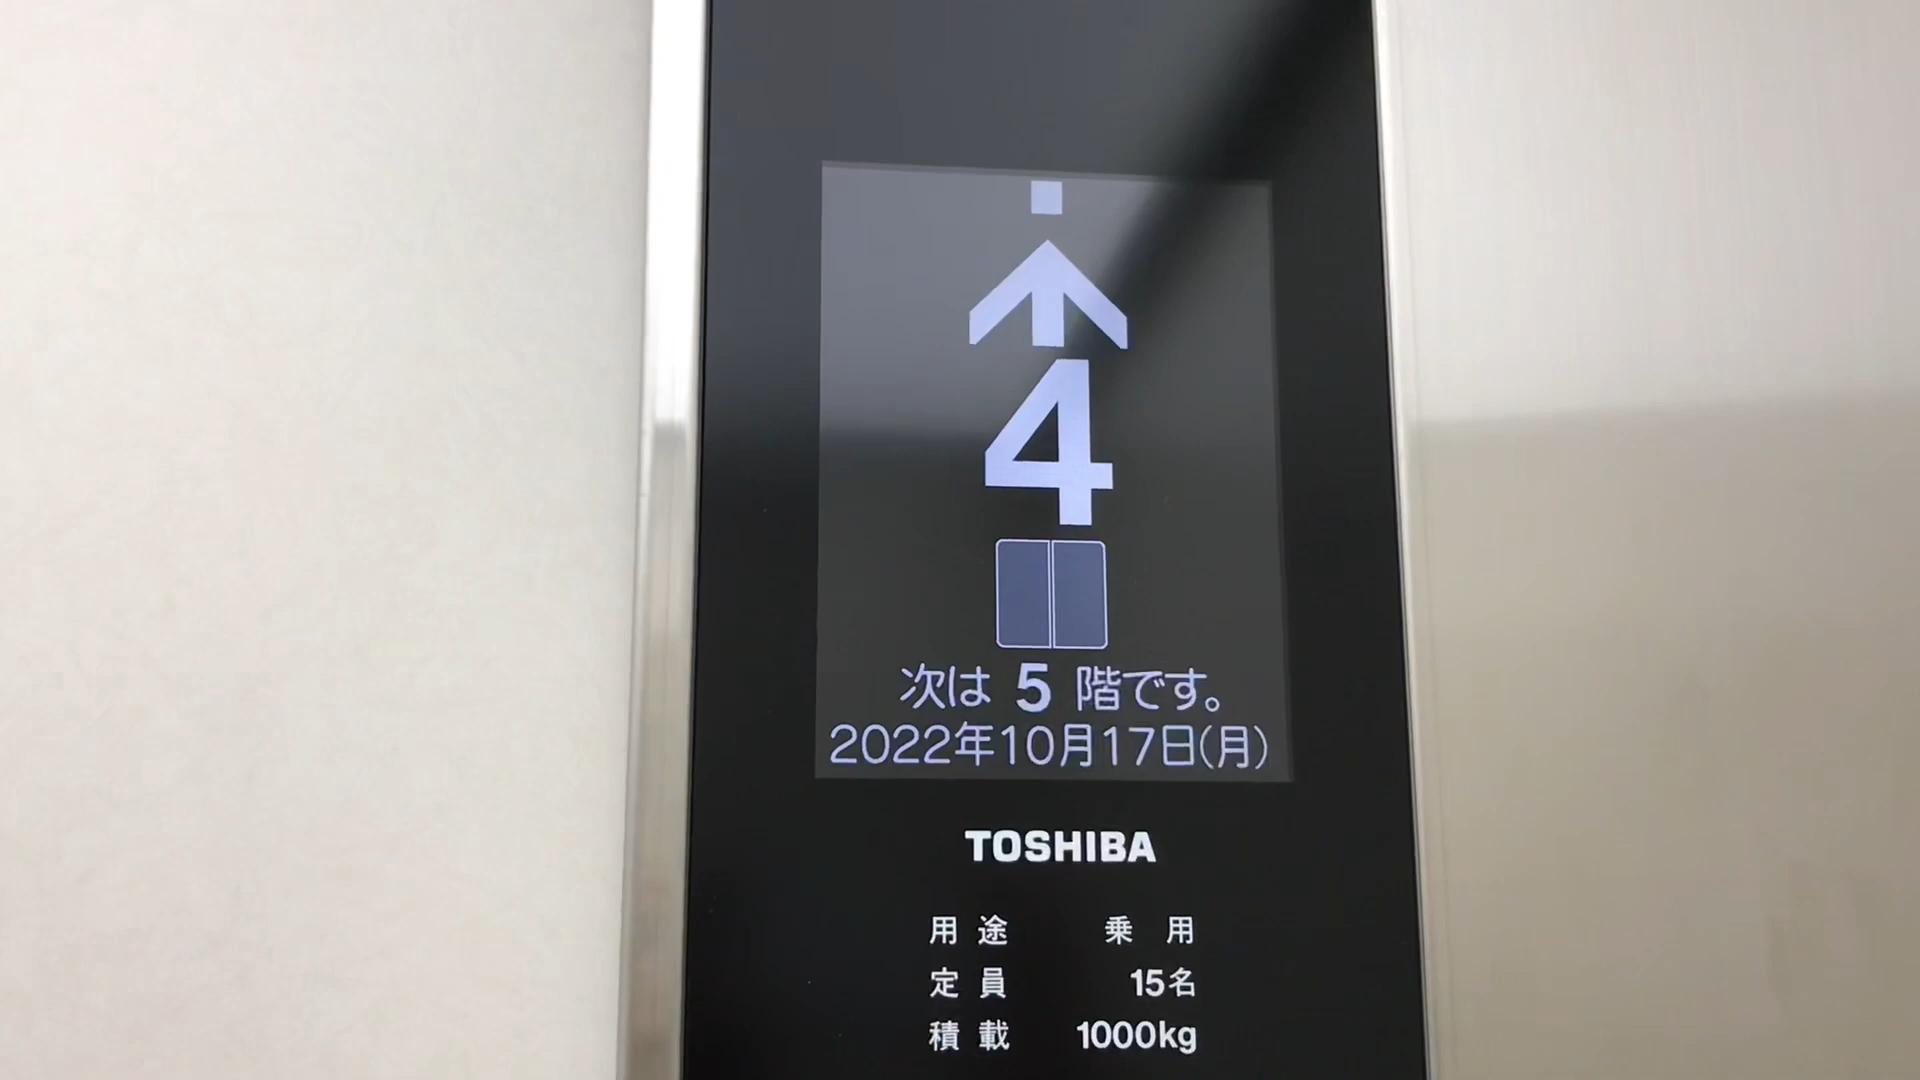 4
次は 5 階です。
2022年10月17日(月)
TOSHIBA
用途 乗用
定員 15名
積載 1000kg